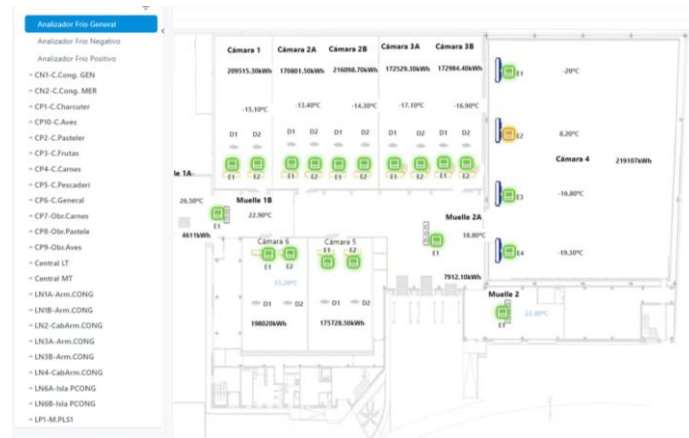 Analizador Frio General
Analizador Frio Negativo
Analizador Frio Positivo
CN1-C.Cong. GEN
CN2-C.Cong. MER
CP1-C.Charcuter
CP10-C.Aves
CP2-C.Pasteler
CP3-C.Frutas
CP4-C.Carnes
CP5-C.Pescaderi
CP6-C.General
CP7-Obr.Carnes
CP8-Obr.Pastele
CP9-Obr.Aves
Central LT
Central MT
LN1A-Arm.CONG
LN1B-Arm.CONG
LN2-CabArm.CONG
LN3A-Arm.CONG
LN3B-Arm.CONG
LN4-CabArm.CONG
LN6A-Isla PCONG
LN6B-Isla PCONG
LP1-M.PLS1
Cámara 1 Cámara 2A Cámara 2B Cámara 3A Cámara 3B
209515.30kWh 170801.50kWh 216098.70kWh 172529.30kWh 172984.40kWh
-15.10ºC -13.40ºC -14.30ºC -17.10ºC -16.90ºC
D1 D2 D1 D2 D1 D2 D1 D2 D1 D2
E1 E2 E1 E2 E1 E2 E1 E2 E1 E2
E1 -20ºC
E2 8.20ºC
Cámara 4 219107kWh
E3 -16.80ºC
E4 -19.30ºC
le 1A
26.50ºC
Muelle 1B
22.90ºC
E1
4611kWh
Muelle 2A
18.80ºC
E1
7912.10kWh
Cámara 6 Cámara 5
E1 E2
E1 E2
15.20ºC
D1 D2 D1 D2
198020kWh 175728.50kWh
Muelle 2
22.40ºC
E1